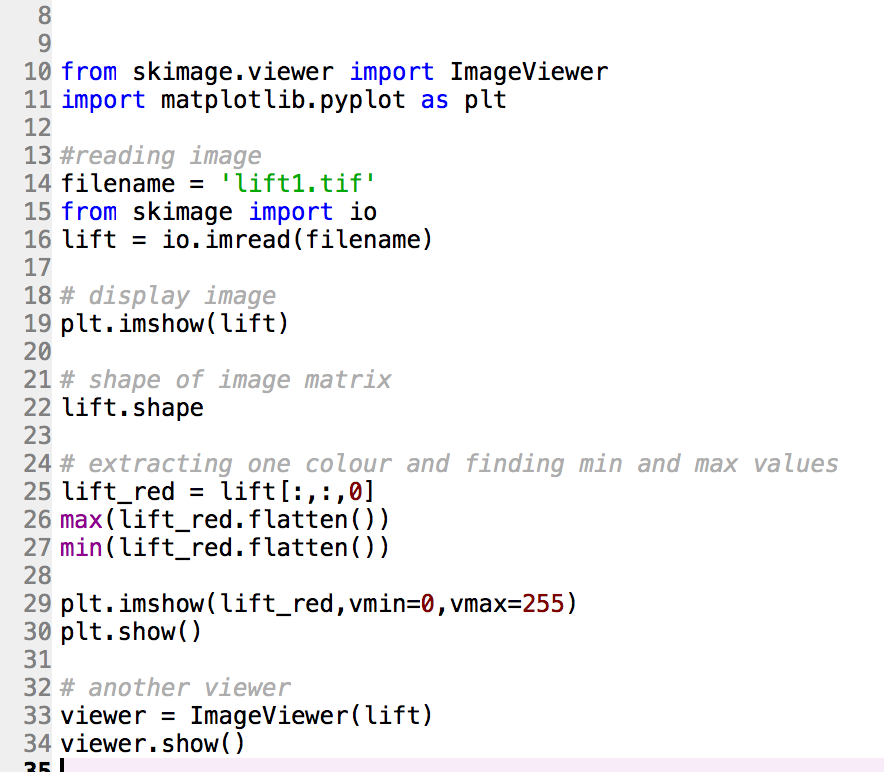 8
9
10 from skimage.viewer import ImageViewer
11 import matplotlib.pyplot as plt
12
13 #reading image
14 filename = 'lift1.tif'
15 from skimage import io
16 lift = io.imread(filename)
17
18 # display image
19 plt.imshow(lift)
20
21 # shape of image matrix
22 lift.shape
23
24 # extracting one colour and finding min and max values
25 lift_red = lift[:,:,0]
26 max(lift_red.flatten())
27 min(lift_red.flatten())
28
29 plt.imshow(lift_red,vmin=0,vmax=255)
30 plt.show()
31
32 # another viewer
33 viewer = ImageViewer(lift)
34 viewer.show()
35